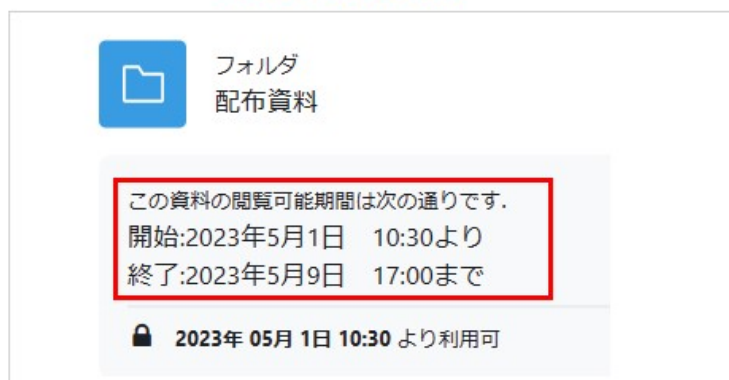 フォルダ
配布資料
この資料の閲覧可能期間は次の通りです.
開始:2023年5月1日　10:30より
終了:2023年5月9日　17:00まで
2023年 05月 1日 10:30 より利用可